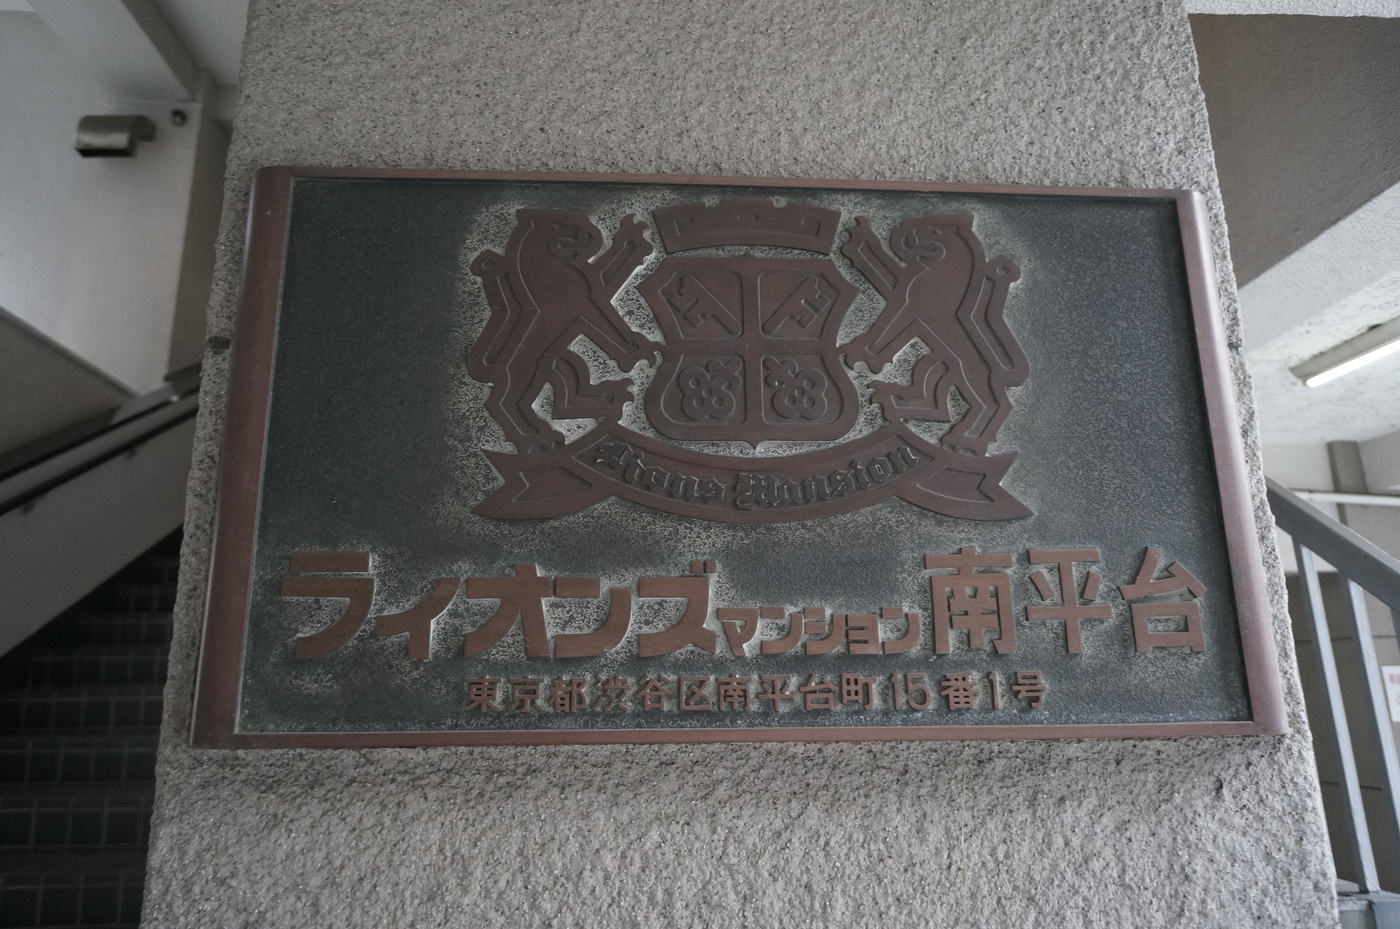 Lions Mansion
ライオンズマンション南平台
東京都渋谷区南平台町15番1号